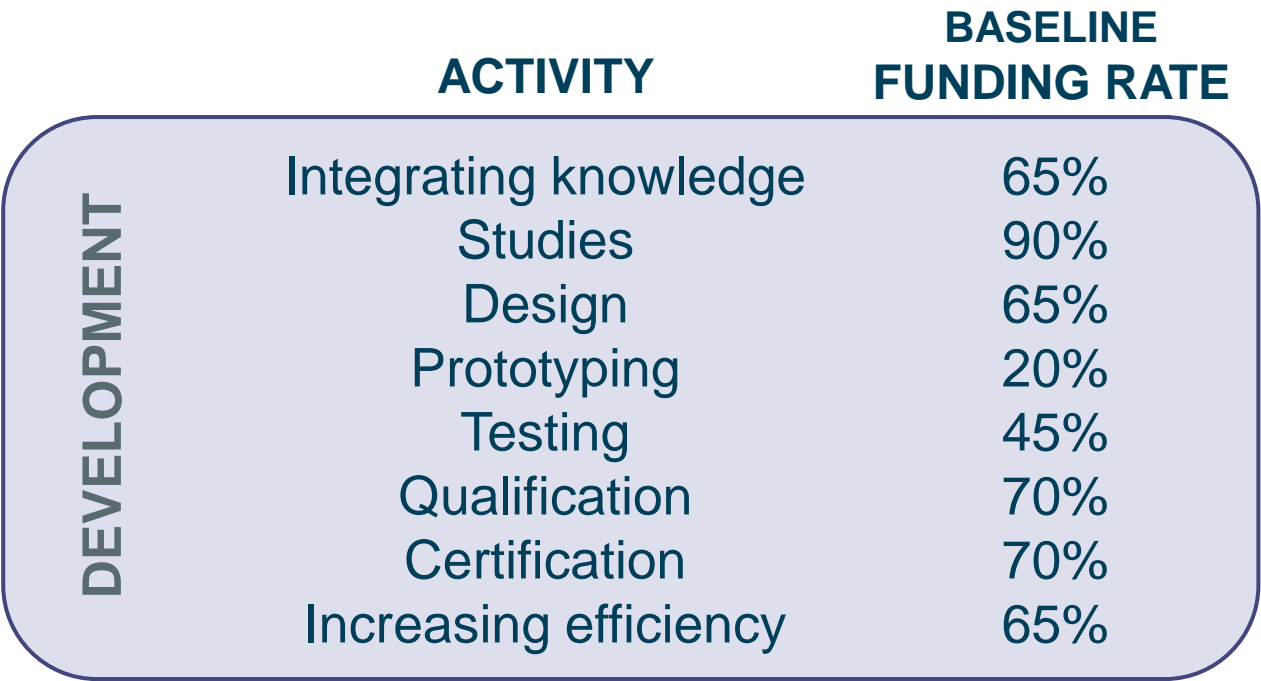 BASELINE
ACTIVITY FUNDING RATE
DEVELOPMENT
Integrating knowledge 65%
Studies 90%
Design 65%
Prototyping 20%
Testing 45%
Qualification 70%
Certification 70%
Increasing efficiency 65%